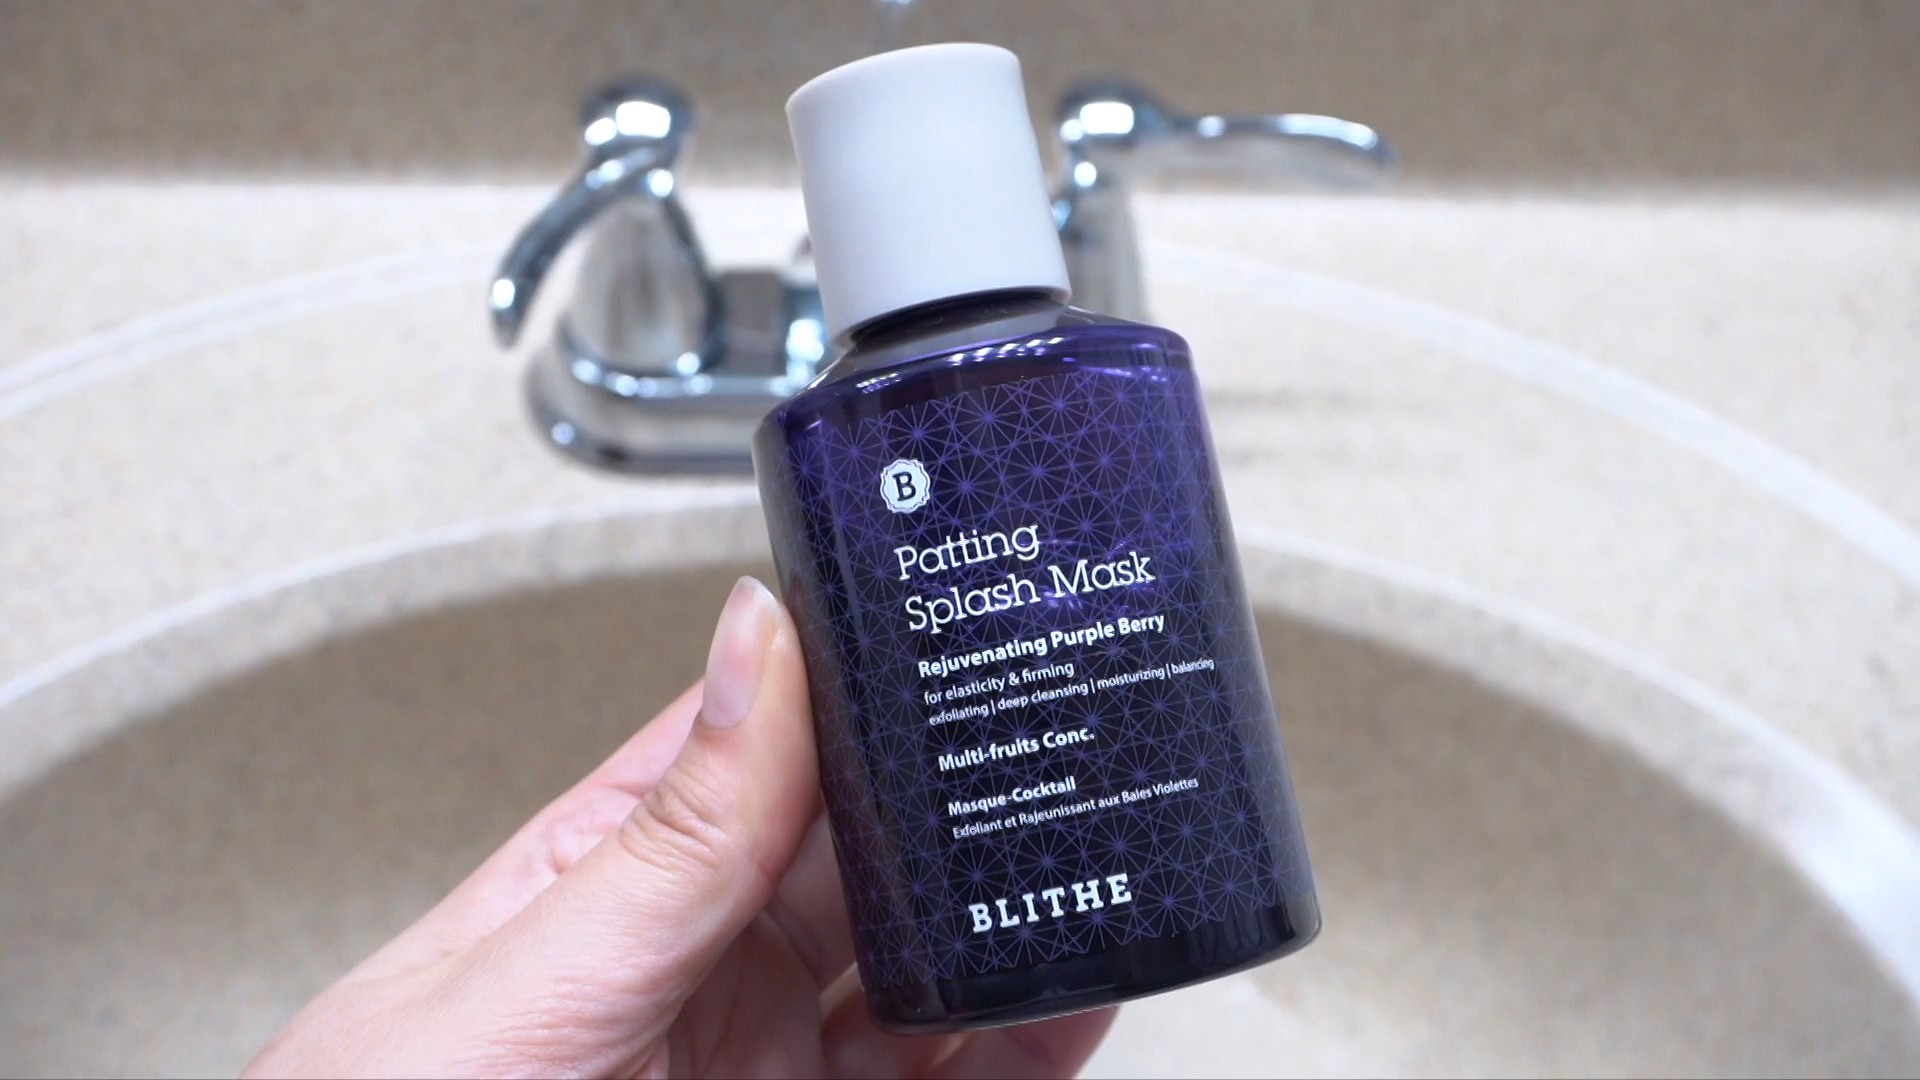 B
Patting
Splash Mask
Rejuvenating Purple Berry
for elasticity & firming
exfoliating | deep cleansing | moisturizing | balancing
Multi-fruits Conc.
Masque-Cocktail
Exfoliant et Rajeunissant aux Baies Violettes
BLITHE